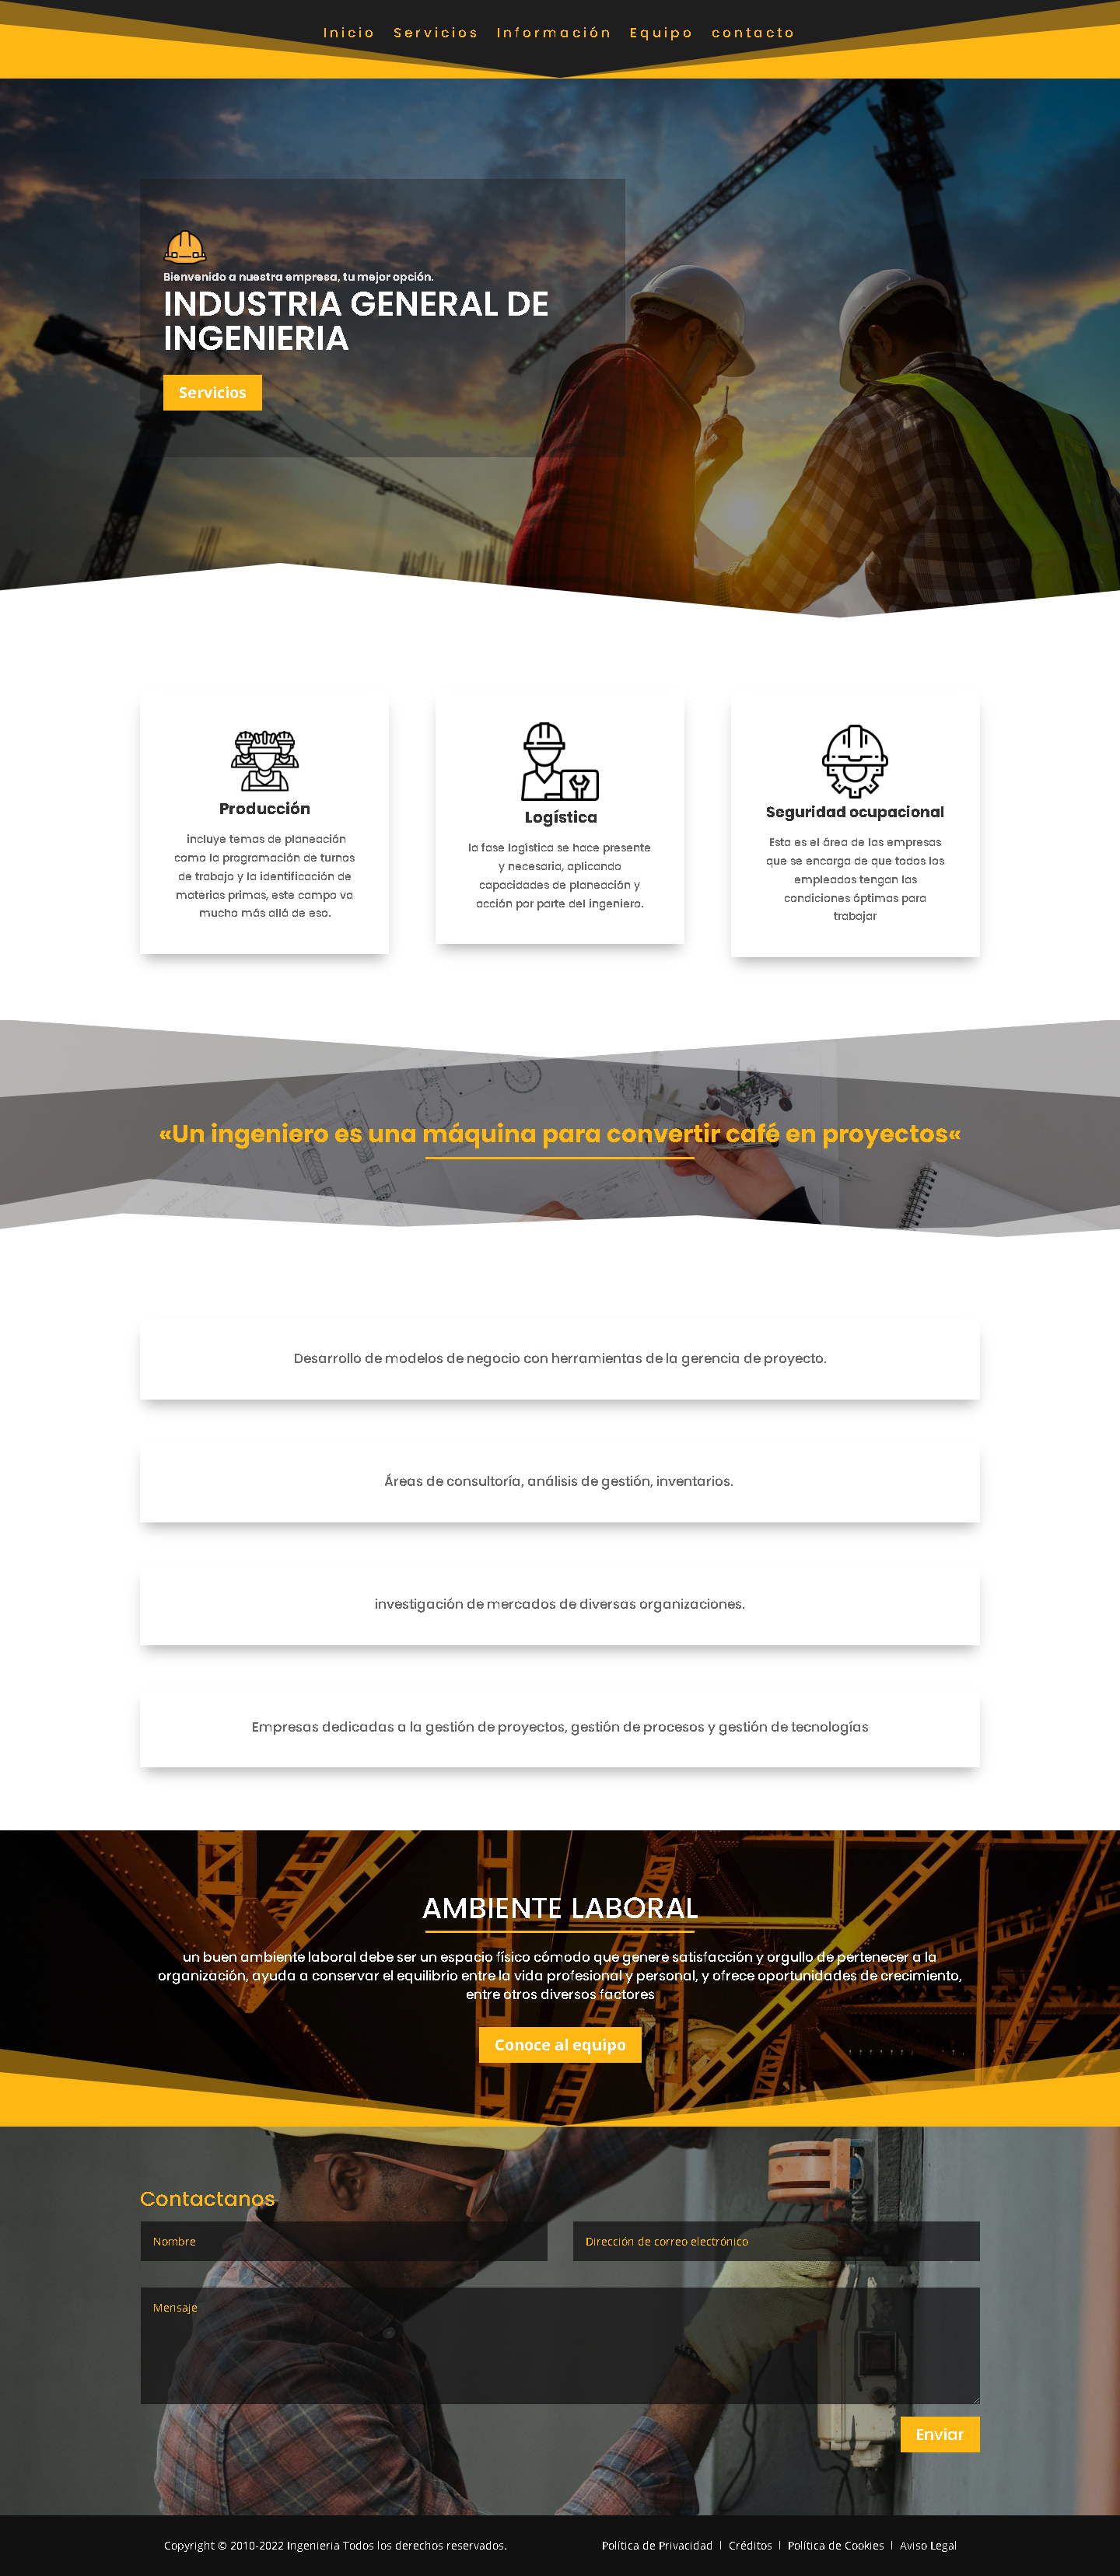 Inicio Servicios Información Equipo contacto
Bienvenido a nuestra empresa, tu mejor opción.
INDUSTRIA GENERAL DE
INGENIERIA
Servicios
Producción
incluye temas de planeación
como la programación de turnos
de trabajo y la identificación de
materias primas, este campo va
mucho más allá de eso.
Logística
la fase logística se hace presente
y necesaria, aplicando
capacidades de planeación y
acción por parte del ingeniero.
Seguridad ocupacional
Esta es el área de las empresas
que se encarga de que todos los
empleados tengan las
condiciones óptimas para
trabajar
«Un ingeniero es una máquina para convertir café en proyectos«
Desarrollo de modelos de negocio con herramientas de la gerencia de proyecto.
Áreas de consultoría, análisis de gestión, inventarios.
investigación de mercados de diversas organizaciones.
Empresas dedicadas a la gestión de proyectos, gestión de procesos y gestión de tecnologías
AMBIENTE LABORAL
un buen ambiente laboral debe ser un espacio físico cómodo que genere satisfacción y orgullo de pertenecer a la
organización, ayuda a conservar el equilibrio entre la vida profesional y personal, y ofrece oportunidades de crecimiento,
entre otros diversos factores
Conoce al equipo
Contactanos
Nombre
Dirección de correo electrónico
Mensaje
Enviar
Copyright © 2010-2022 Ingenieria Todos los derechos reservados.
Política de Privacidad | Créditos | Política de Cookies | Aviso Legal